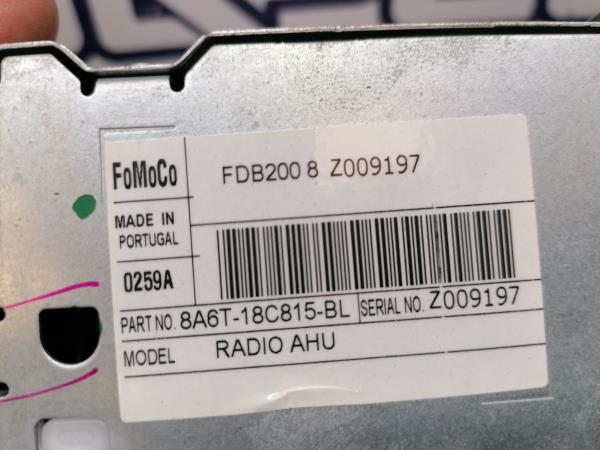 FoMoCo
FDB200 8 Z009197
MADE IN
PORTUGAL
0259A
PART NO. 8A6T-18C815-BL
SERIAL NO. Z009197
MODEL RADIO AHU